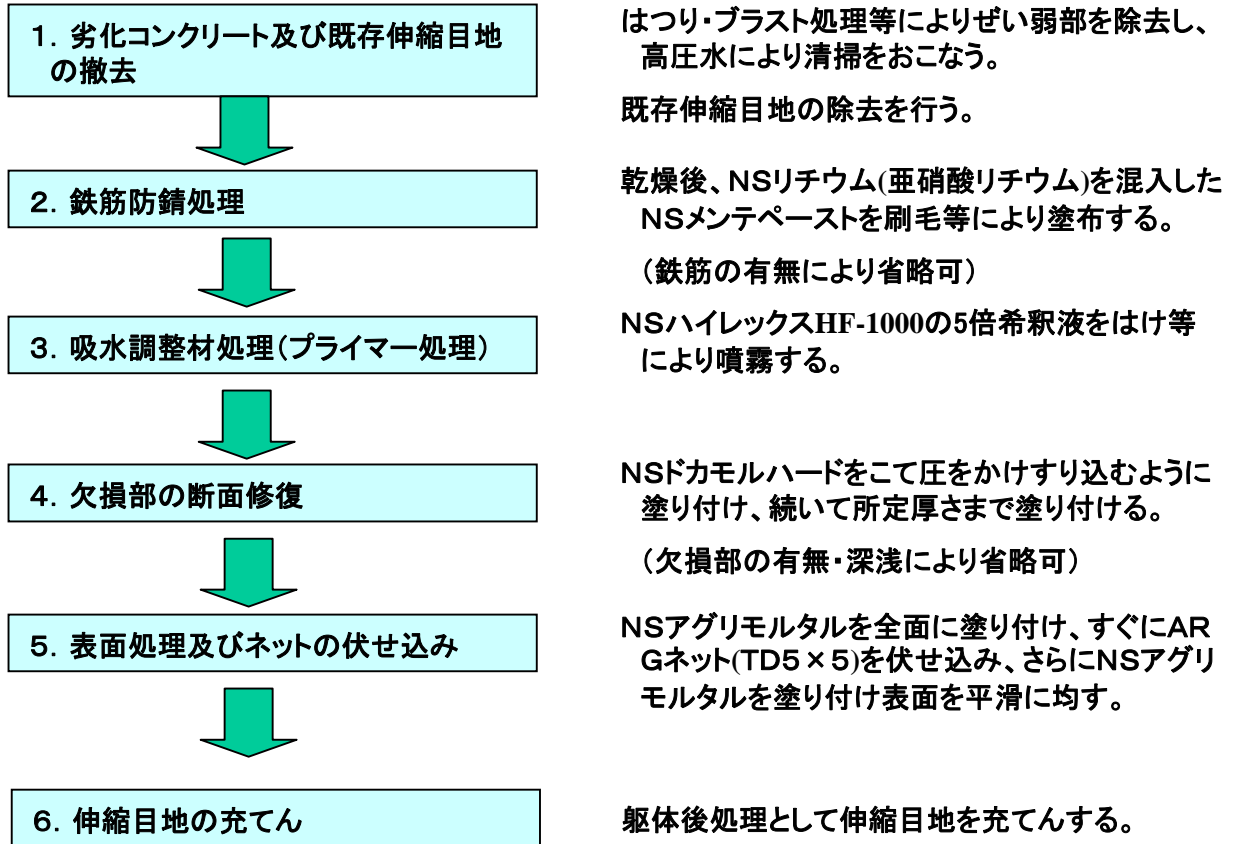 １．劣化コンクリート及び既存伸縮目地
の撤去
はつり・ブラスト処理等によりぜい弱部を除去し、
高圧水により清掃をおこなう。
既存伸縮目地の除去を行う。
２．鉄筋防錆処理
乾燥後、ＮＳリチウム(亜硝酸リチウム)を混入した
ＮＳメンテペーストを刷毛等により塗布する。
（鉄筋の有無により省略可）
３．吸水調整材処理（プライマー処理）
ＮＳハイレックスHF-1000の5倍希釈液をはけ等
により噴霧する。
４．欠損部の断面修復
ＮＳドカモルハードをこて圧をかけすり込むように
塗り付け、続いて所定厚さまで塗り付ける。
（欠損部の有無・深浅により省略可）
５．表面処理及びネットの伏せ込み
ＮＳアグリモルタルを全面に塗り付け、すぐにＡＲ
Ｇネット(ＴＤ５×５)を伏せ込み、さらにＮＳアグリ
モルタルを塗り付け表面を平滑に均す。
６．伸縮目地の充てん
躯体後処理として伸縮目地を充てんする。